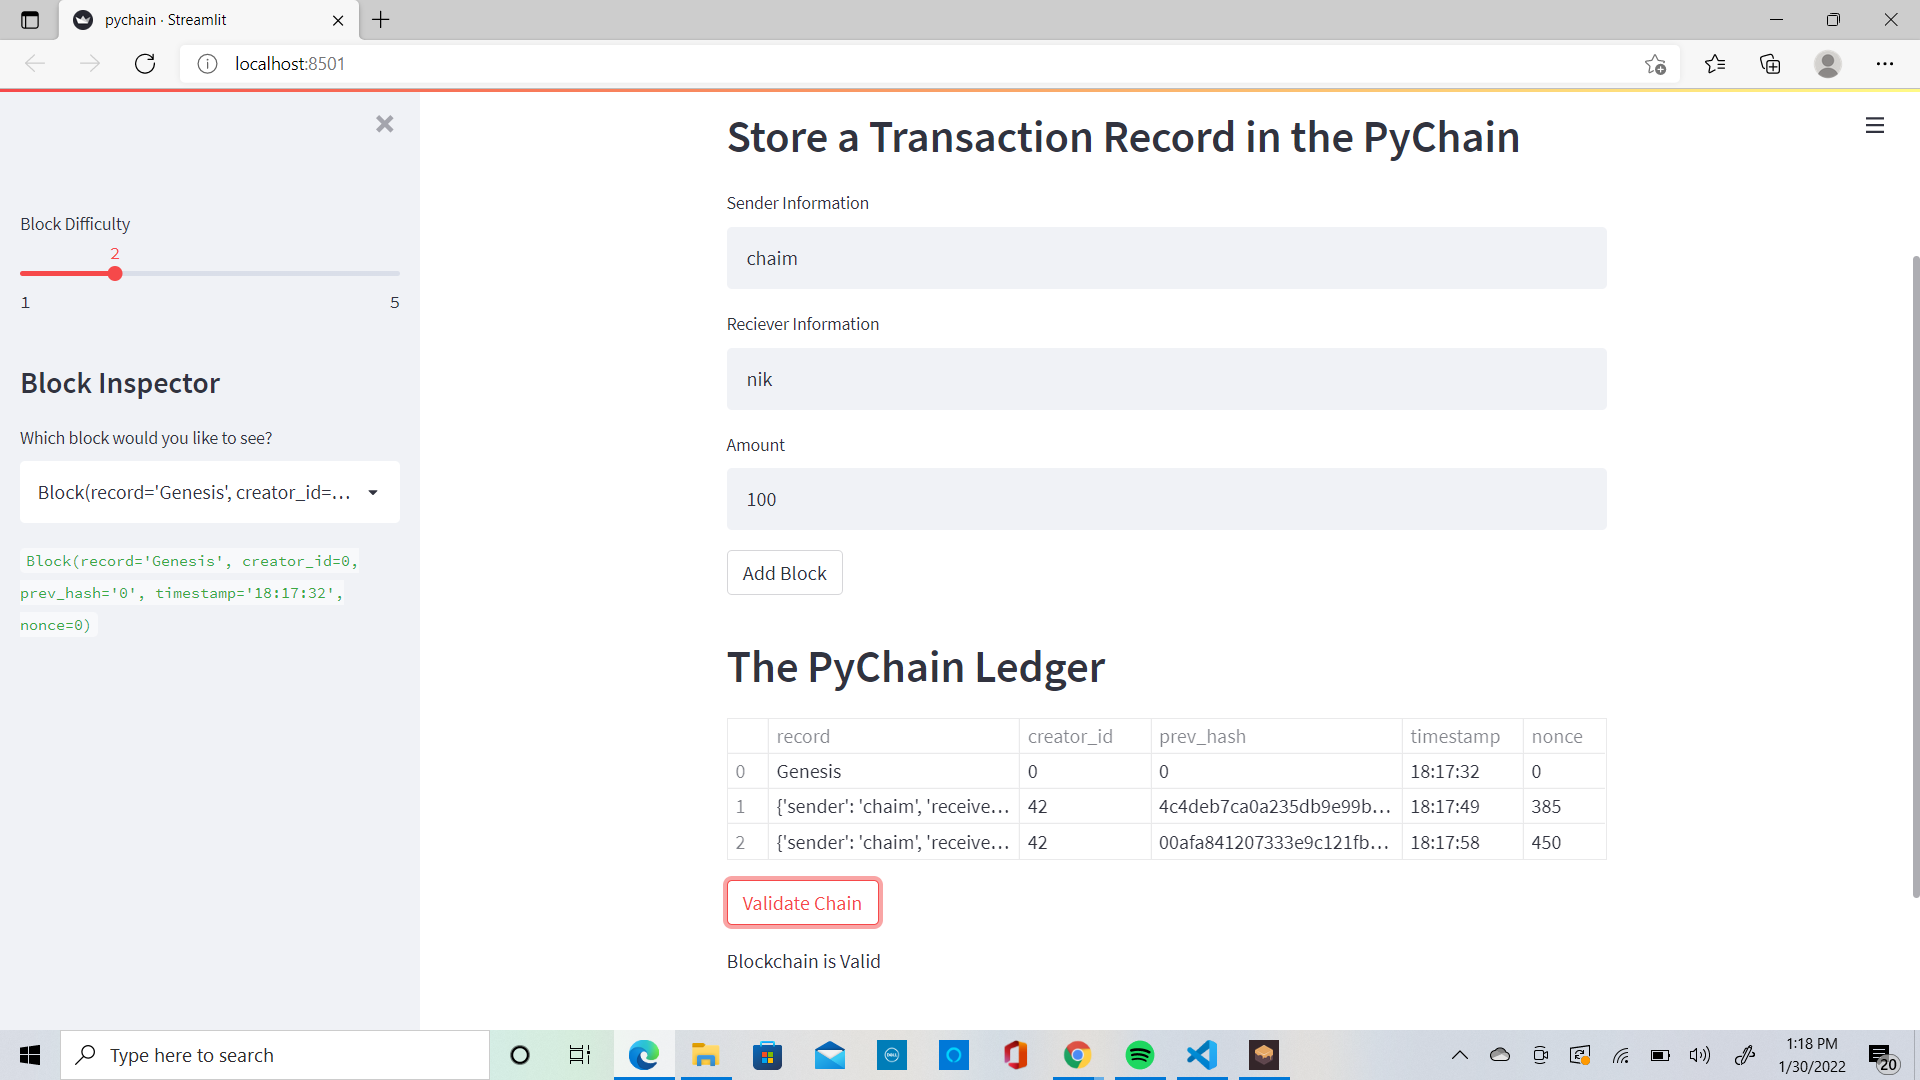 pychain · Streamlit
localhost:8501
Block Difficulty
2
1 5
Block Inspector
Which block would you like to see?
Block(record='Genesis', creator_id=...
Block(record='Genesis', creator_id=0,
prev_hash='0', timestamp='18:17:32',
nonce=0)
Store a Transaction Record in the PyChain
Sender Information
chaim
Reciever Information
nik
Amount
100
Add Block
The PyChain Ledger
record creator_id prev_hash timestamp nonce
0 Genesis 0 0 18:17:32 0
1 {'sender': 'chaim', 'receive... 42 4c4deb7ca0a235db9e99b... 18:17:49 385
2 {'sender': 'chaim', 'receive... 42 00afa841207333e9c121fb... 18:17:58 450
Validate Chain
Blockchain is Valid
Type here to search
DELL
1:18 PM
1/30/2022
20